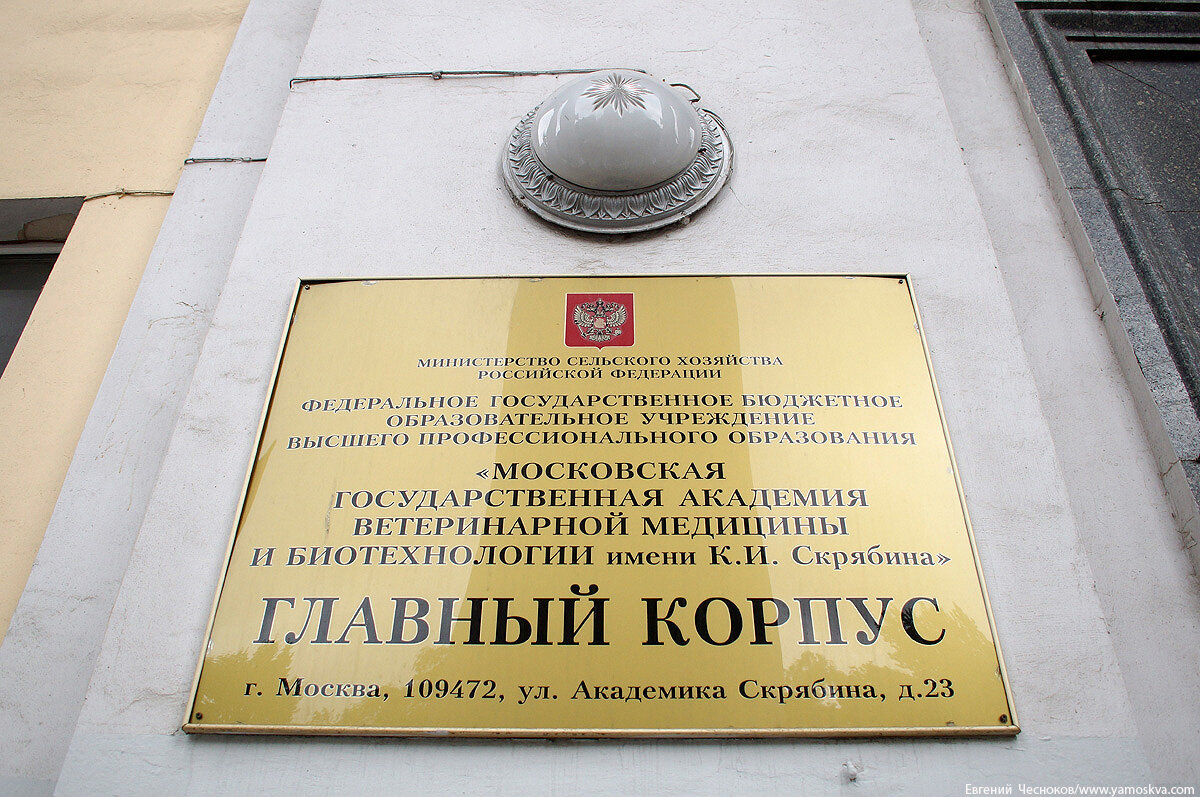 МИНИСТЕРСТВО СЕЛЬСКОГО ХОЗЯЙСТВА
РОССИЙСКОЙ ФЕДЕРАЦИИ
ФЕДЕРАЛЬНОЕ ГОСУДАРСТВЕННОЕ БЮДЖЕТНОЕ
ОБРАЗОВАТЕЛЬНОЕ УЧРЕЖДЕНИЕ
ВЫСШЕГО ПРОФЕССИОНАЛЬНОГО ОБРАЗОВАНИЯ
«МОСКОВСКАЯ
ГОСУДАРСТВЕННАЯ АКАДЕМИЯ
ВЕТЕРИНАРНОЙ МЕДИЦИНЫ
И БИОТЕХНОЛОГИИ имени К.И. Скрябина»
ГЛАВНЫЙ КОРПУС
г. Москва, 109472, ул. Академика Скрябина, д.23
Евгений Чесноков/www.yamoskva.com